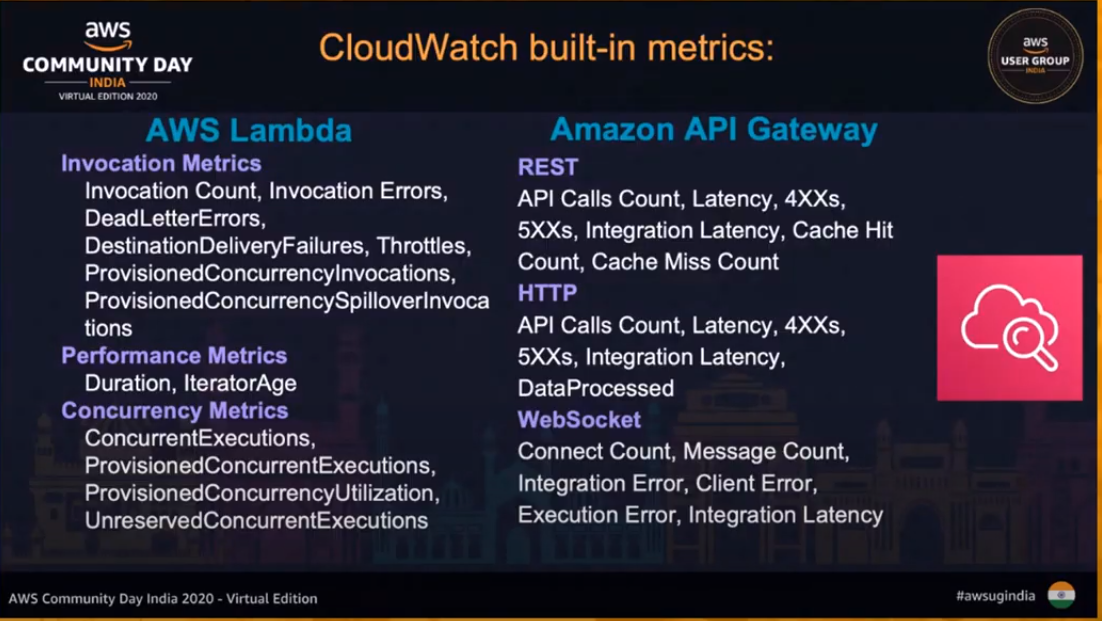 aws
COMMUNITY DAY
INDIA
VIRTUAL EDITION 2020
CloudWatch built-in metrics:
aws
USER GROUP
INDIA
AWS Lambda
Invocation Metrics
Invocation Count, Invocation Errors,
DeadLetterErrors,
DestinationDeliveryFailures, Throttles,
ProvisionedConcurrencyInvocations,
ProvisionedConcurrencySpilloverInvoca
tions
Performance Metrics
Duration, IteratorAge
Concurrency Metrics
ConcurrentExecutions,
ProvisionedConcurrentExecutions,
ProvisionedConcurrencyUtilization,
UnreservedConcurrentExecutions
Amazon API Gateway
REST
API Calls Count, Latency, 4XXs,
5XXs, Integration Latency, Cache Hit
Count, Cache Miss Count
HTTP
API Calls Count, Latency, 4XXs,
5XXs, Integration Latency,
DataProcessed
WebSocket
Connect Count, Message Count,
Integration Error, Client Error,
Execution Error, Integration Latency
AWS Community Day India 2020 - Virtual Edition
#awsugindia